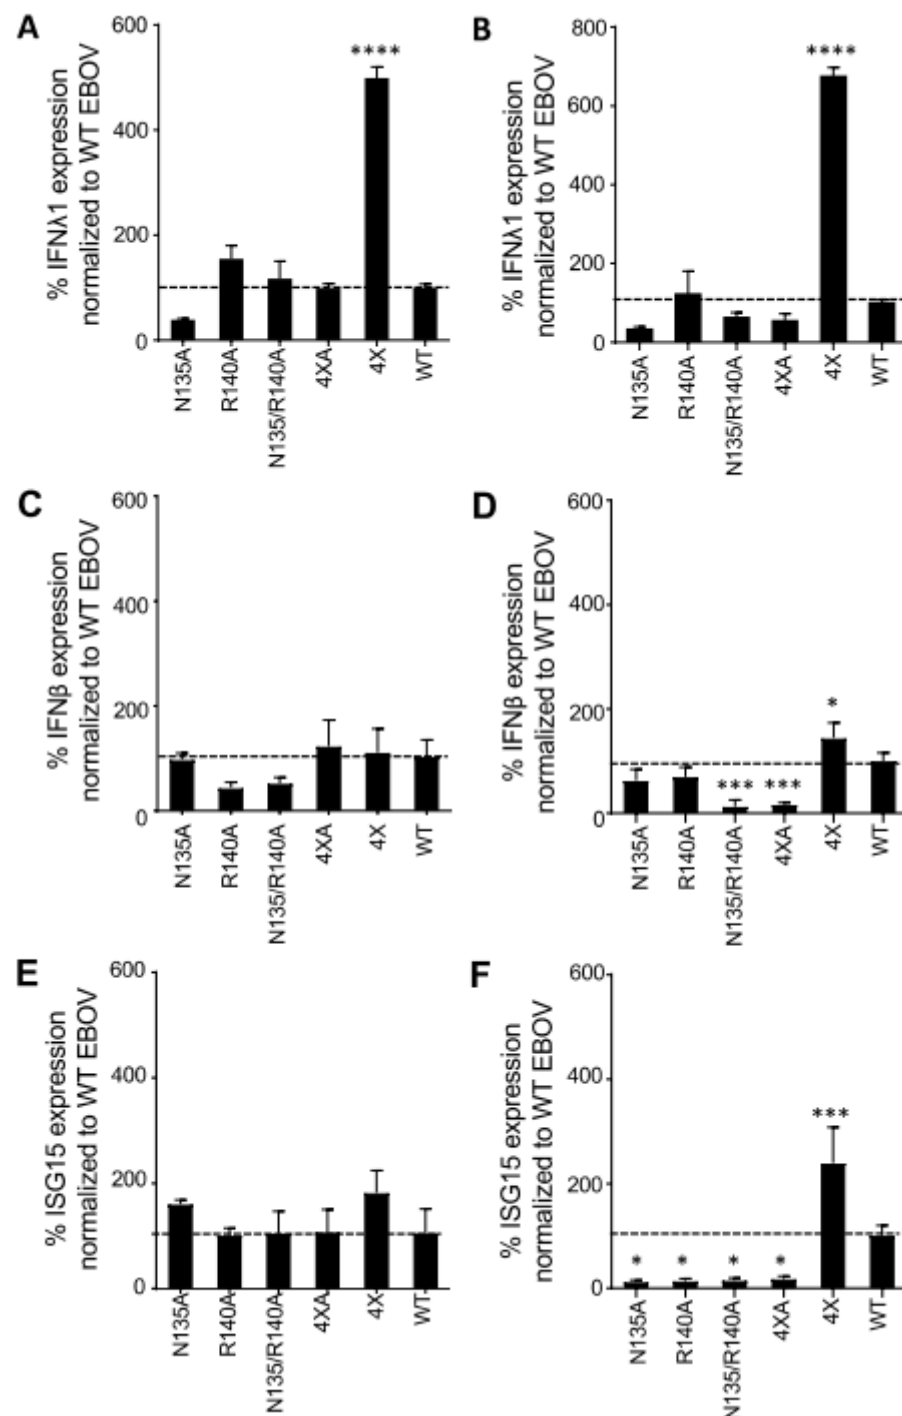 A
% IFNλ1 expression
normalized to WT EBOV
600
400
200
0
****
N135A
R140A
N135/R140A
4XA
4X
WT
B
% IFNλ1 expression
normalized to WT EBOV
800
600
400
200
0
****
N135A
R140A
N135/R140A
4XA
4X
WT
C
% IFNβ expression
normalized to WT EBOV
600
400
200
0
N135A
R140A
N135/R140A
4XA
4X
WT
D
% IFNβ expression
normalized to WT EBOV
600
400
200
0
*** *** *
N135A
R140A
N135/R140A
4XA
4X
WT
E
% ISG15 expression
normalized to WT EBOV
600
400
200
0
N135A
R140A
N135/R140A
4XA
4X
WT
F
% ISG15 expression
normalized to WT EBOV
600
400
200
0
* * * * ***
N135A
R140A
N135/R140A
4XA
4X
WT